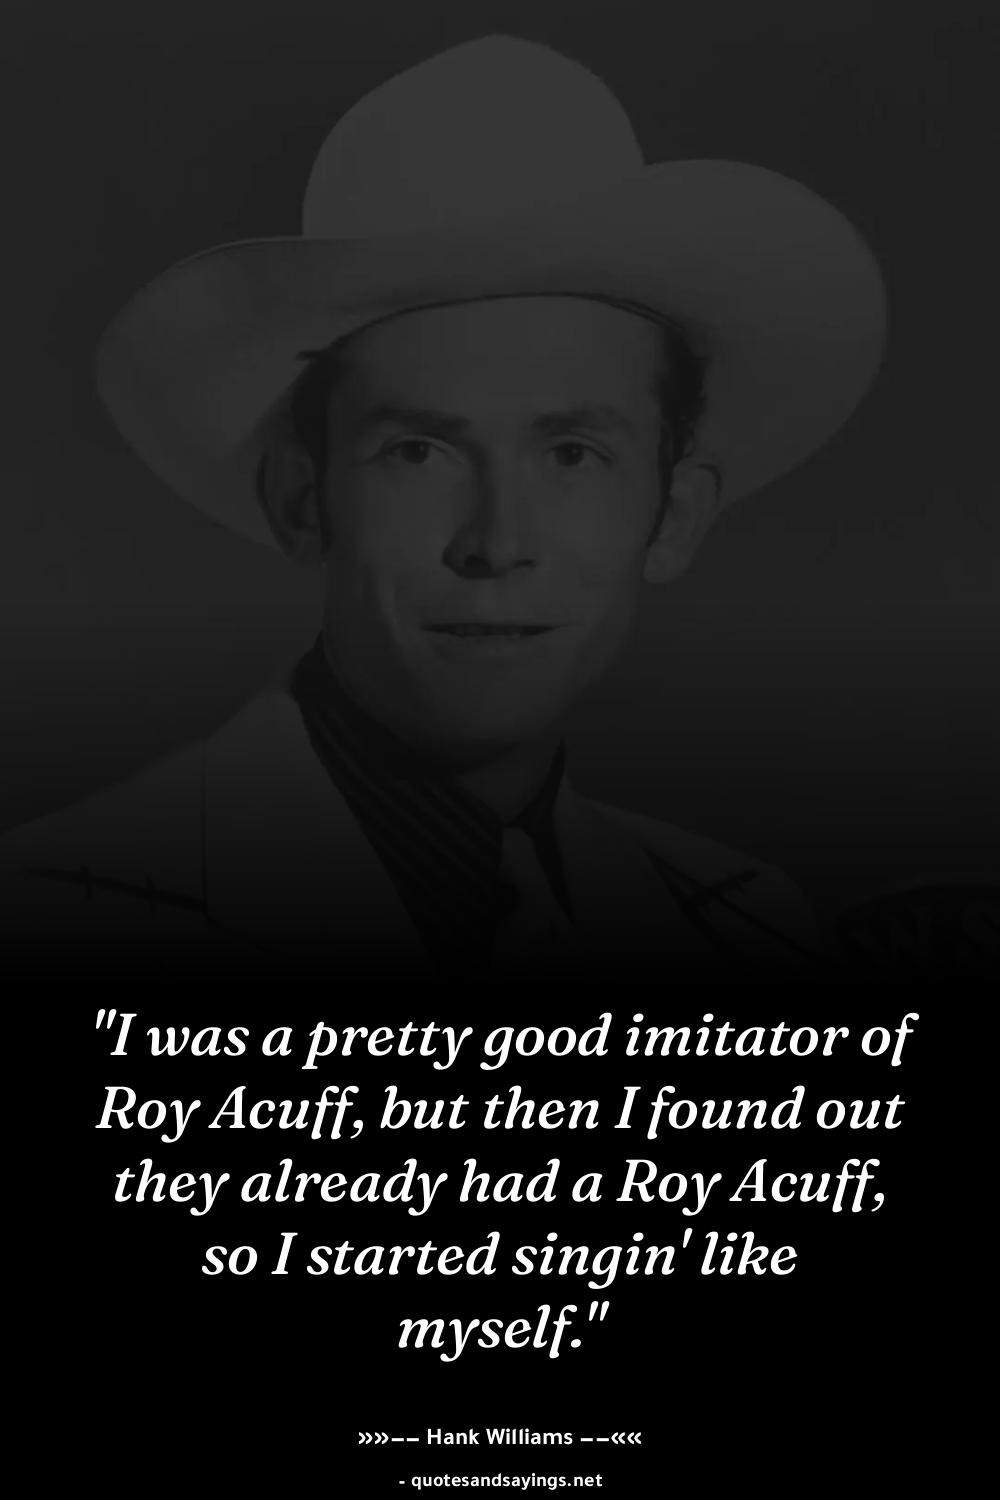 "I was a pretty good imitator of
Roy Acuff, but then I found out
they already had a Roy Acuff,
so I started singin' like
myself."
»»−− Hank Williams −−««
- quotesandsayings.net
WS